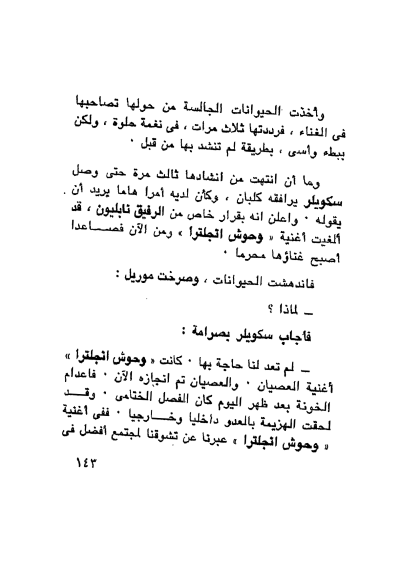 وأخذت الحيوانات الجالسة من حولها تصاحبها
فى الغناء ، فرددتها ثلاث مرات ، فى نغمة حلوة ، ولكن
ببطء وأسى ، بطريقة لم تنشد بها من قبل ٠
وما أن انتهت من انشادها ثالث مرة حتى وصل
سكويلر يرافقه كلبان ، وكأن لديه أمرا هاما يريد أن
يقوله ٠ واعلن انه بقرار خاص من الرفيق نابليون ، قد
ألغيت أغنية « وحوش انجلترا » ومن الآن فصـــاعدا
أصبح غناؤها محرما ٠
فاندهشت الحيوانات ، وصرخت موريل :
ــ لماذا ؟
فأجاب سكويلر بصرامة :
ــ لم تعد لنا حاجة بها ٠ كانت « وحوش انجلترا »
أغنية العصيان ٠ والعصيان تم انجازه الآن ٠ فاعدام
الخونة بعد ظهر اليوم كان الفصل الختامى ٠ وقـــد
لحقت الهزيمة بالعدو داخليا وخــارجيا ٠ ففى أغنية
« وحوش انجلترا » عبرنا عن تشوقنا لمجتمع أفضل فى
١٤٣